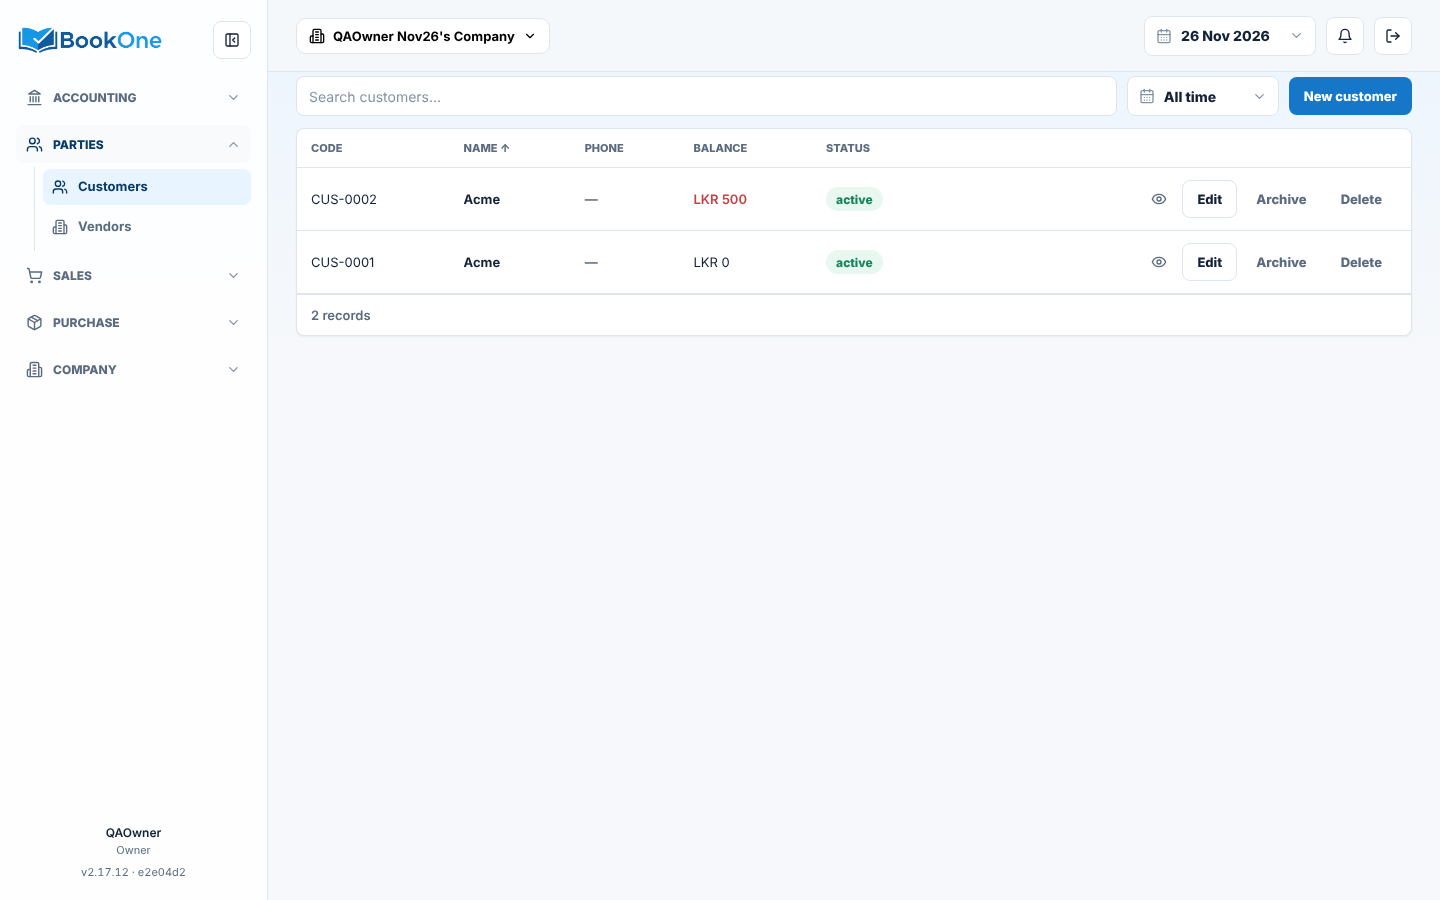 BookOne
QAOwner Nov26's Company
26 Nov 2026
ACCOUNTING
PARTIES
Customers
Vendors
SALES
PURCHASE
COMPANY
QAOwner
Owner
v2.17.12 · e2e04d2
Search customers...
All time
New customer
CODE NAME ↑ PHONE BALANCE STATUS
CUS-0002 Acme — LKR 500 active Edit Archive Delete
CUS-0001 Acme — LKR 0 active Edit Archive Delete
2 records